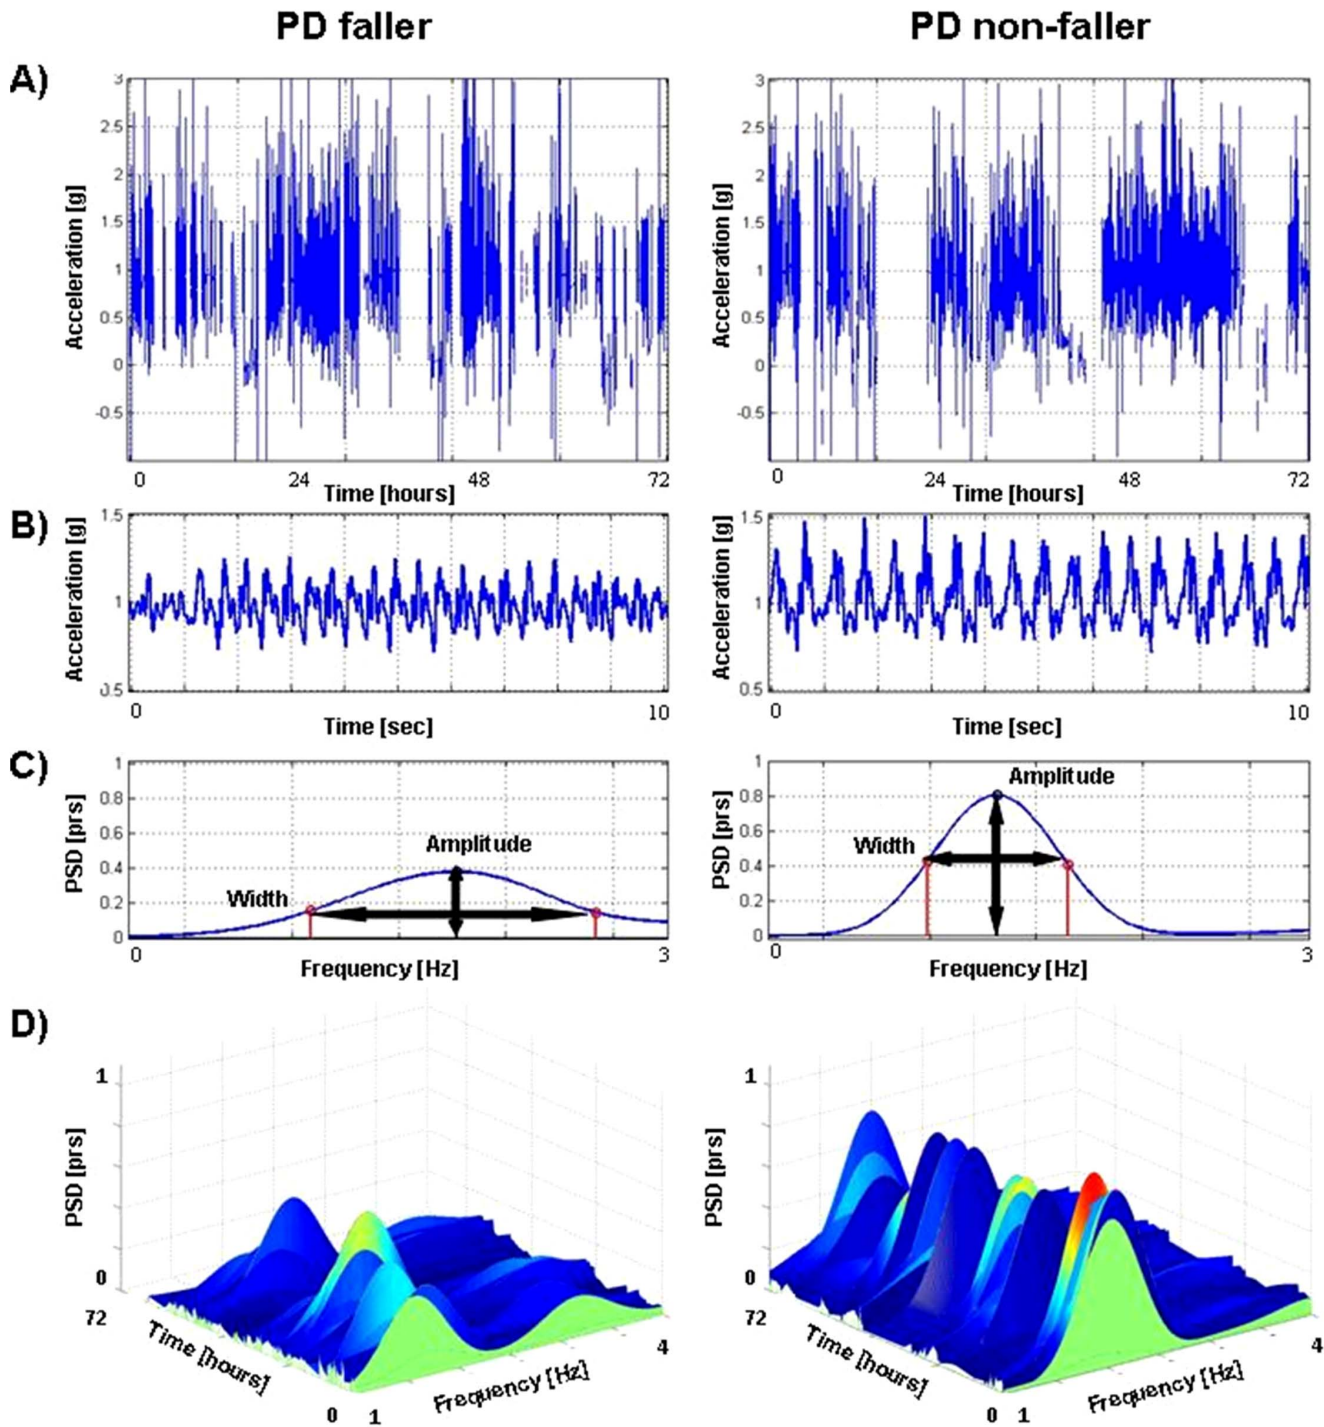 PD faller PD non-faller
A)
3 3
2.5 2.5
2 2
1.5 1.5
1 1
0.5 0.5
0 0
-0.5 -0.5
Acceleration [g] Acceleration [g]
0 24 48 72 0 24 48 72
Time [hours] Time [hours]
B)
1.5 1.5
1 1
0.5 0.5
Acceleration [g] Acceleration [g]
0 10 0 10
Time [sec] Time [sec]
C)
1 1
0.8 0.8
0.6 0.6
0.4 0.4
0.2 0.2
0 0
PSD [prs] PSD [prs]
Amplitude Amplitude
Width Width
0 3 0 3
Frequency [Hz] Frequency [Hz]
D)
1 1
PSD [prs] PSD [prs]
0 0
72 72
Time [hours] Time [hours]
Frequency [Hz] Frequency [Hz]
4 4
0 1 0 1